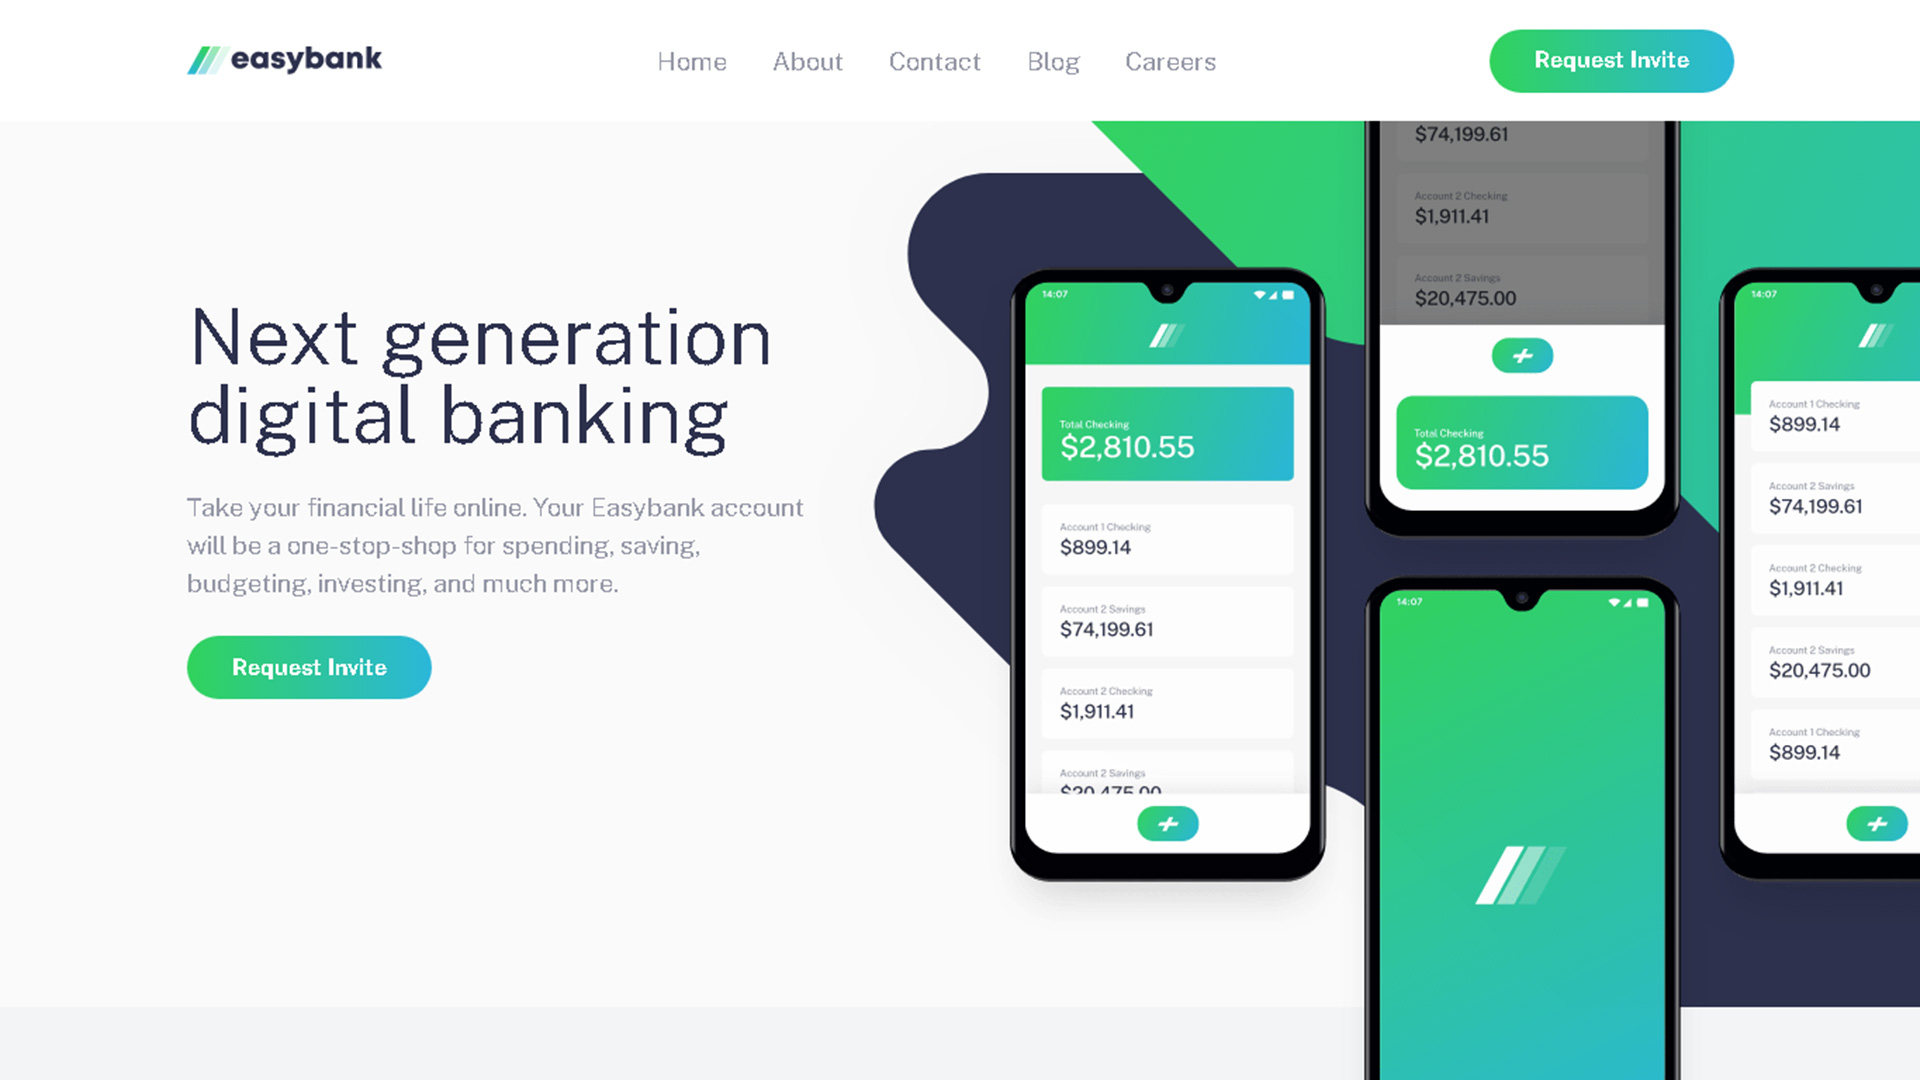 easybank
Home About Contact Blog Careers
Request Invite
Next generation
digital banking
Take your financial life online. Your Easybank account
will be a one-stop-shop for spending, saving,
budgeting, investing, and much more.
Request Invite
14:07
Total Checking
$2,810.55
Account 1 Checking
$899.14
Account 2 Savings
$74,199.61
Account 2 Checking
$1,911.41
Account 2 Savings
$20,475.00
$74,199.61
Account 2 Checking
$1,911.41
Account 2 Savings
$20,475.00
Total Checking
$2,810.55
14:07
14:07
Account 1 Checking
$899.14
Account 2 Savings
$74,199.61
Account 2 Checking
$1,911.41
Account 2 Savings
$20,475.00
Account 1 Checking
$899.14